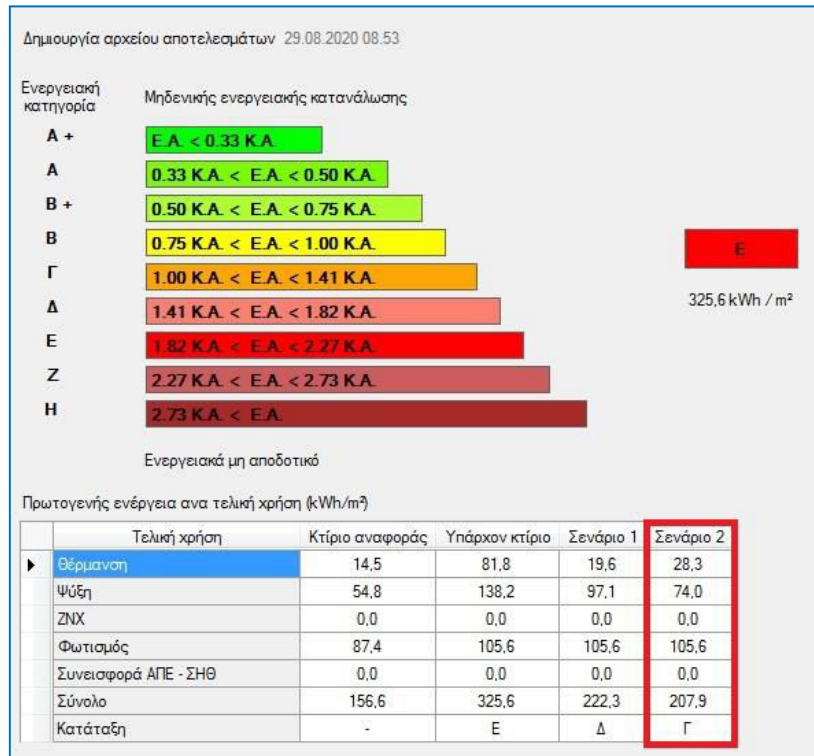 Δημιουργία αρχείου αποτελεσμάτων 29.08.2020 08.53
Ενεργειακή
κατηγορία
Μηδενικής ενεργειακής κατανάλωσης
A + Ε.Α. < 0.33 Κ.Α.
A 0.33 Κ.Α. < Ε.Α. < 0.50 Κ.Α.
B + 0.50 Κ.Α. < Ε.Α. < 0.75 Κ.Α.
B 0.75 Κ.Α. < Ε.Α. < 1.00 Κ.Α.
Γ 1.00 Κ.Α. < Ε.Α. < 1.41 Κ.Α.
Δ 1.41 Κ.Α. < Ε.Α. < 1.82 Κ.Α.
E 1.82 Κ.Α. < Ε.Α. < 2.27 Κ.Α.
Z 2.27 Κ.Α. < Ε.Α. < 2.73 Κ.Α.
H 2.73 Κ.Α. < Ε.Α.
E
325,6 kWh / m²
Ενεργειακά μη αποδοτικό
Πρωτογενής ενέργεια ανα τελική χρήση (kWh/m²)
Τελική χρήση Κτίριο αναφοράς Υπάρχον κτίριο Σενάριο 1 Σενάριο 2
Θέρμανση 14,5 81,8 19,6 28,3
Ψύξη 54,8 138,2 97,1 74,0
ΖΝΧ 0,0 0,0 0,0 0,0
Φωτισμός 87,4 105,6 105,6 105,6
Συνεισφορά ΑΠΕ - ΣΗΘ 0,0 0,0 0,0 0,0
Σύνολο 156,6 325,6 222,3 207,9
Κατάταξη - Ε Δ Γ